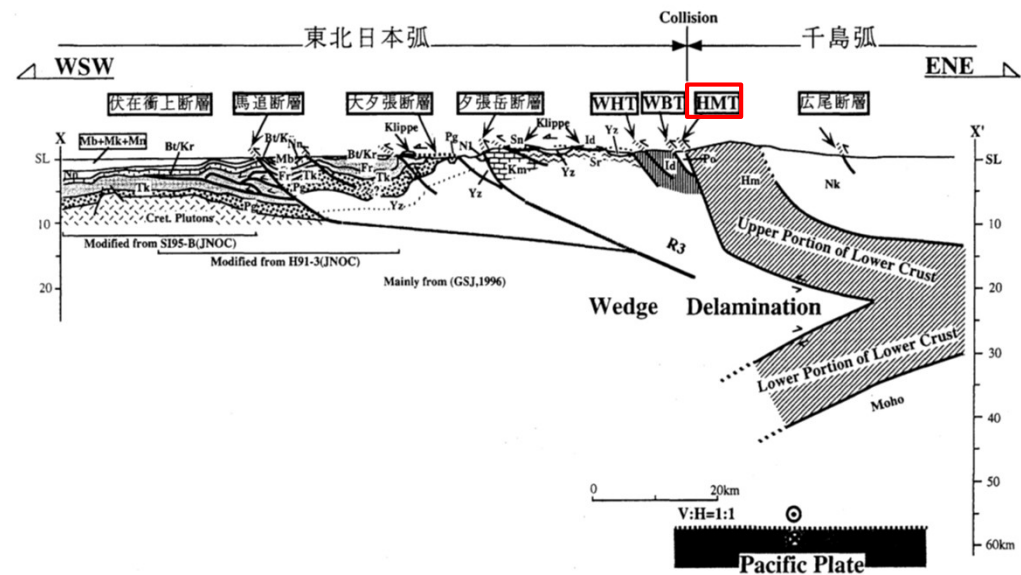 Collision
東北日本弧
千島弧
WSW
ENE
伏在衝上断層
馬追断層
大夕張断層
夕張岳断層
WHT
WBT
HMT
広尾断層
X
Mb+Mk+Mn
Bt/Kr
Bt/Kr
Nn
Klippe
Pg
N1
Klippe
Sn
Id
Yz
X'
SL
Mb
Bt/Kr
Fr
Po
SL
Tk
Fr
Tk
Fr
Tk
Km
Yz
Sr
Id
Hm
Nk
Pg
Pg
?
Yz
Yz
Cret. Plutons
10
10
Modified from SI95-B(JNOC)
Modified from H91-3(JNOC)
R3
Upper Portion of Lower Crust
Mainly from (GSJ,1996)
20
20
Wedge Delamination
30
Lower Portion of Lower Crust
Moho
40
0
20km
50
V:H=1:1
60km
Pacific Plate